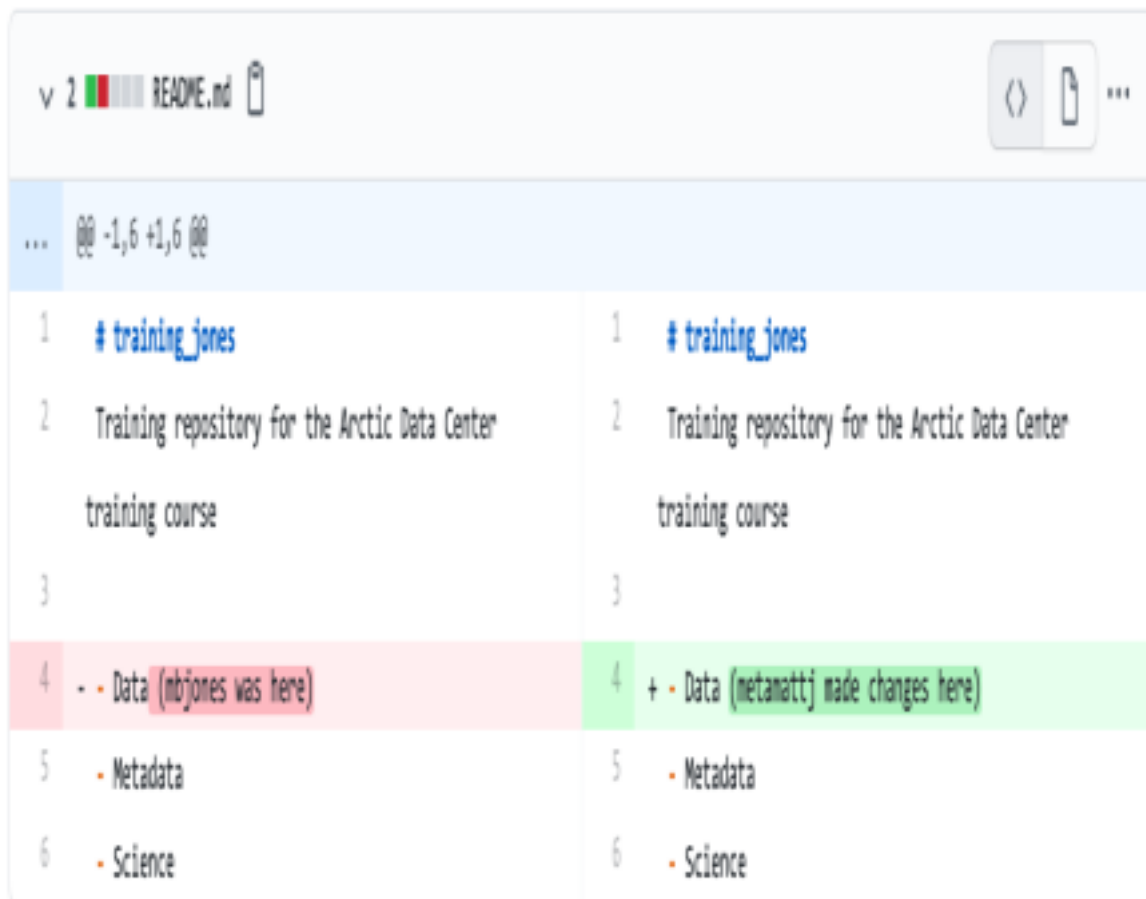 2 README.md
...
... @@ -1,6 +1,6 @@
1 # training_jones
2 Training repository for the Arctic Data Center
training course
3
4 - - Data (mbjones was here)
5 - Metadata
6 - Science
1 # training_jones
2 Training repository for the Arctic Data Center
training course
3
4 + - Data (metamattj made changes here)
5 - Metadata
6 - Science